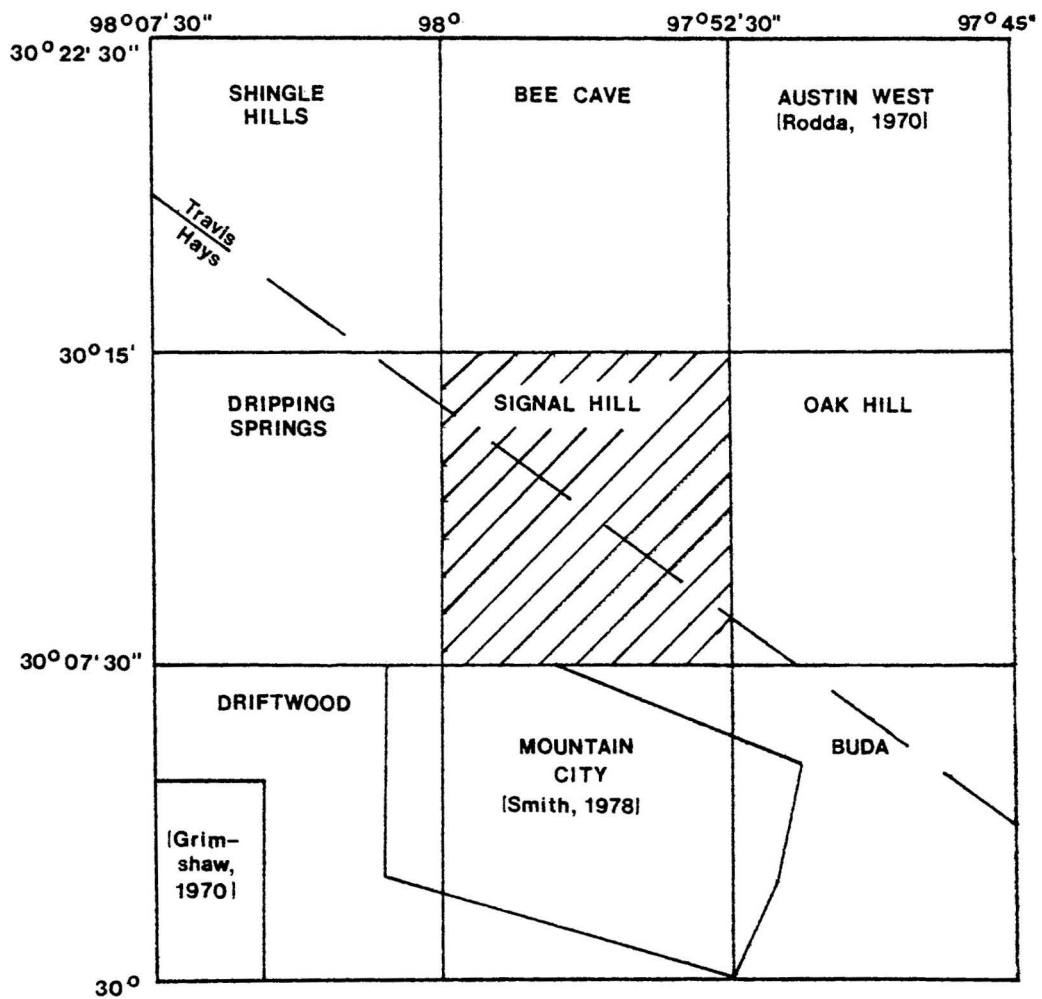 98°07'30"
98°
97°52'30"
97°45"
30°22'30"
SHINGLE
HILLS
BEE CAVE
AUSTIN WEST
|Rodda, 1970|
Travis
Hays
30°15'
DRIPPING
SPRINGS
SIGNAL HILL
OAK HILL
30°07'30"
DRIFTWOOD
MOUNTAIN
CITY
|Smith, 1978|
BUDA
|Grim-
shaw,
1970|
30°